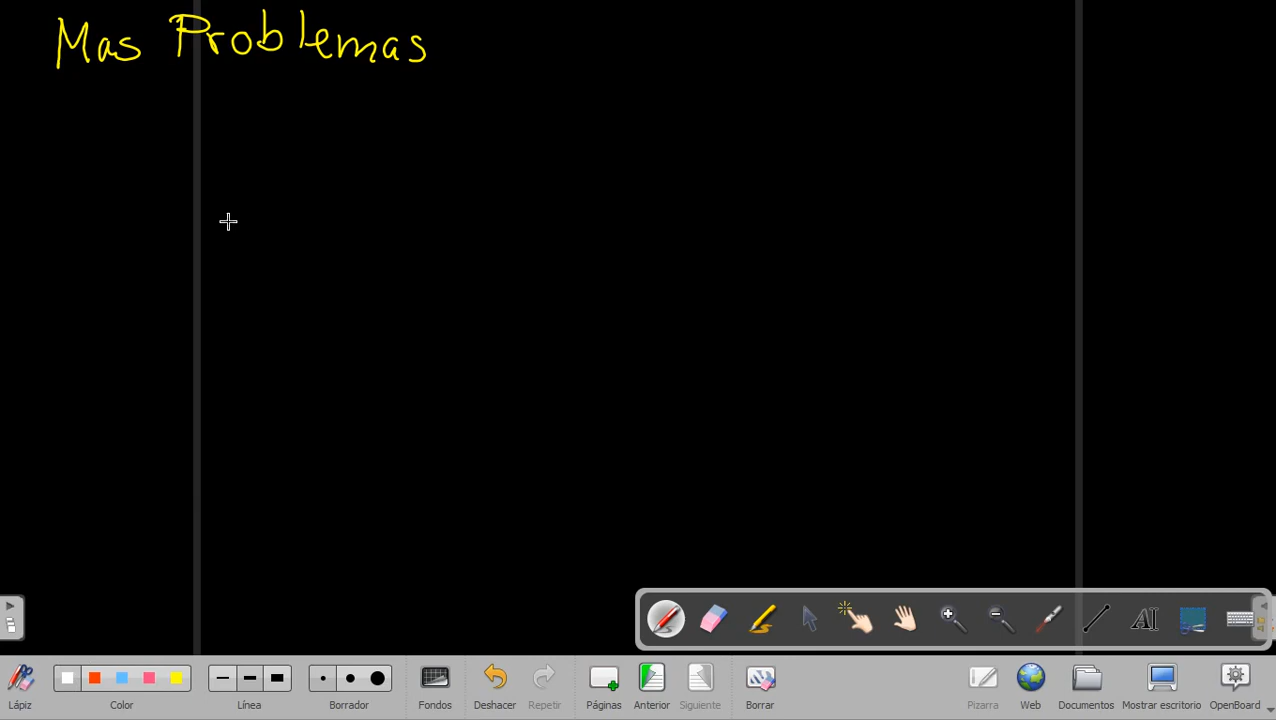 Mas Problemas
AI
Lápiz Color Línea Borrador Fondos Deshacer Repetir Páginas Anterior Siguiente Borrar Pizarra Web Documentos Mostrar escritorio OpenBoard